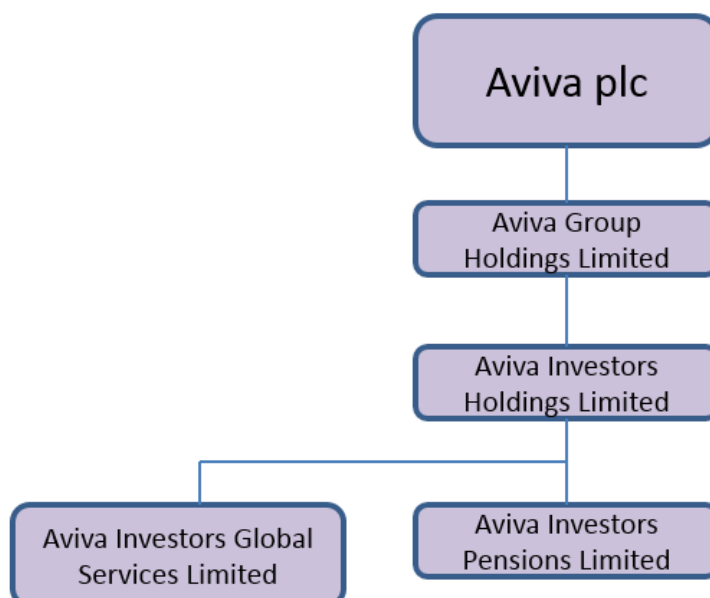 Aviva plc
Aviva Group
Holdings Limited
Aviva Investors
Holdings Limited
Aviva Investors Global
Services Limited
Aviva Investors
Pensions Limited